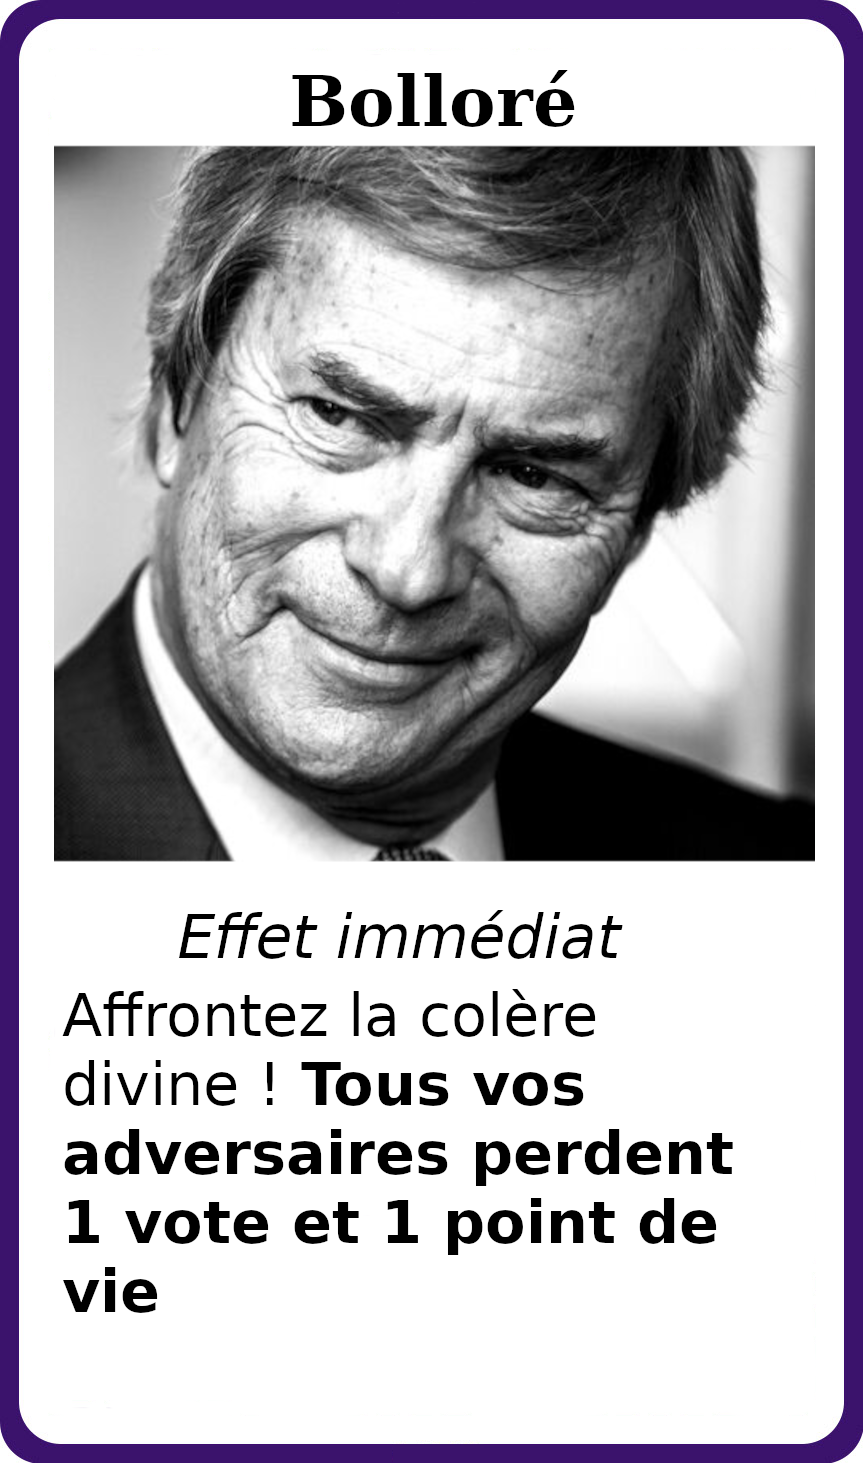 Bolloré
Effet immédiat
Affrontez la colère
divine ! Tous vos
adversaires perdent
1 vote et 1 point de
vie